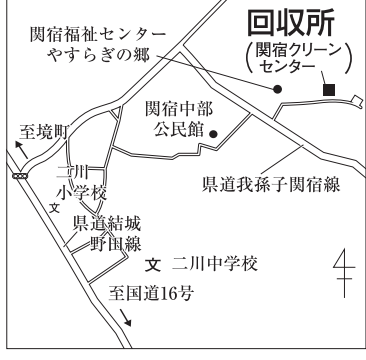 回収所
(関宿クリーン
センター)
関宿福祉センター
やすらぎの郷
関宿中部
公民館
至境町
二川
小学校
文
県道我孫子関宿線
県道結城
野田線
文 二川中学校
至国道16号